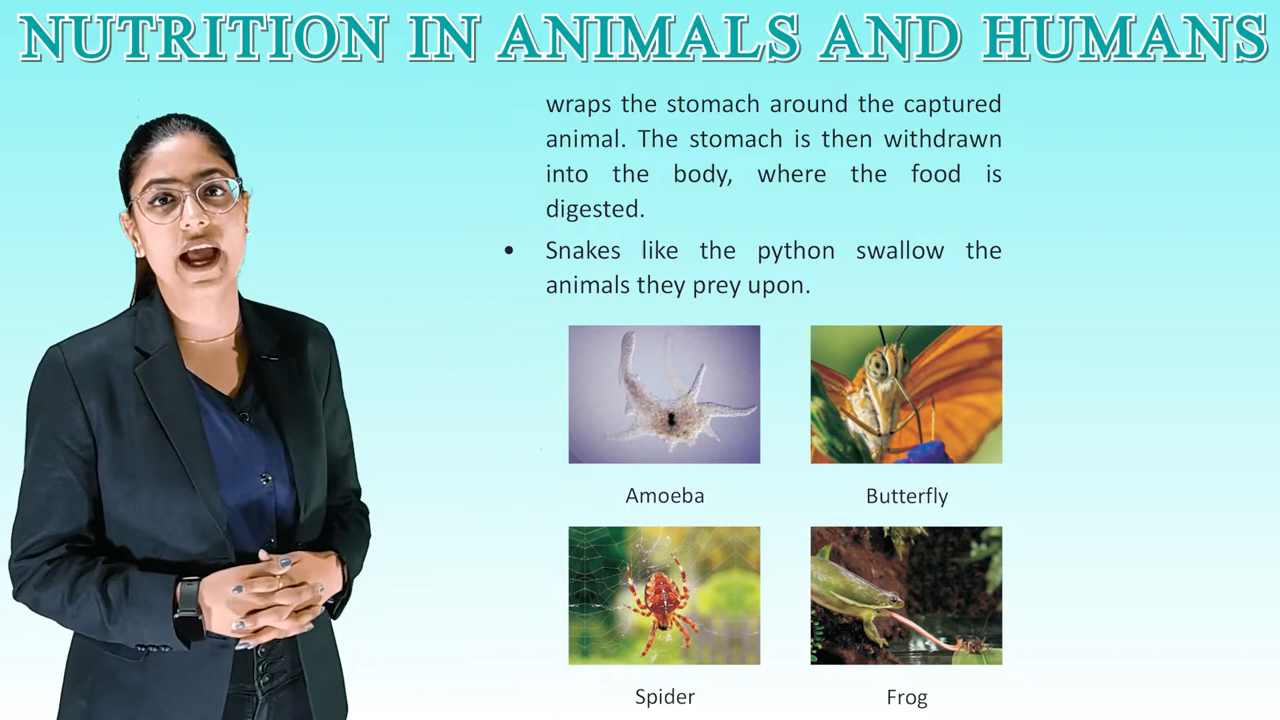 NUTRITION IN ANIMALS AND HUMANS
wraps the stomach around the captured
animal. The stomach is then withdrawn
into the body, where the food is
digested.
• Snakes like the python swallow the
animals they prey upon.
Amoeba
Butterfly
Spider
Frog